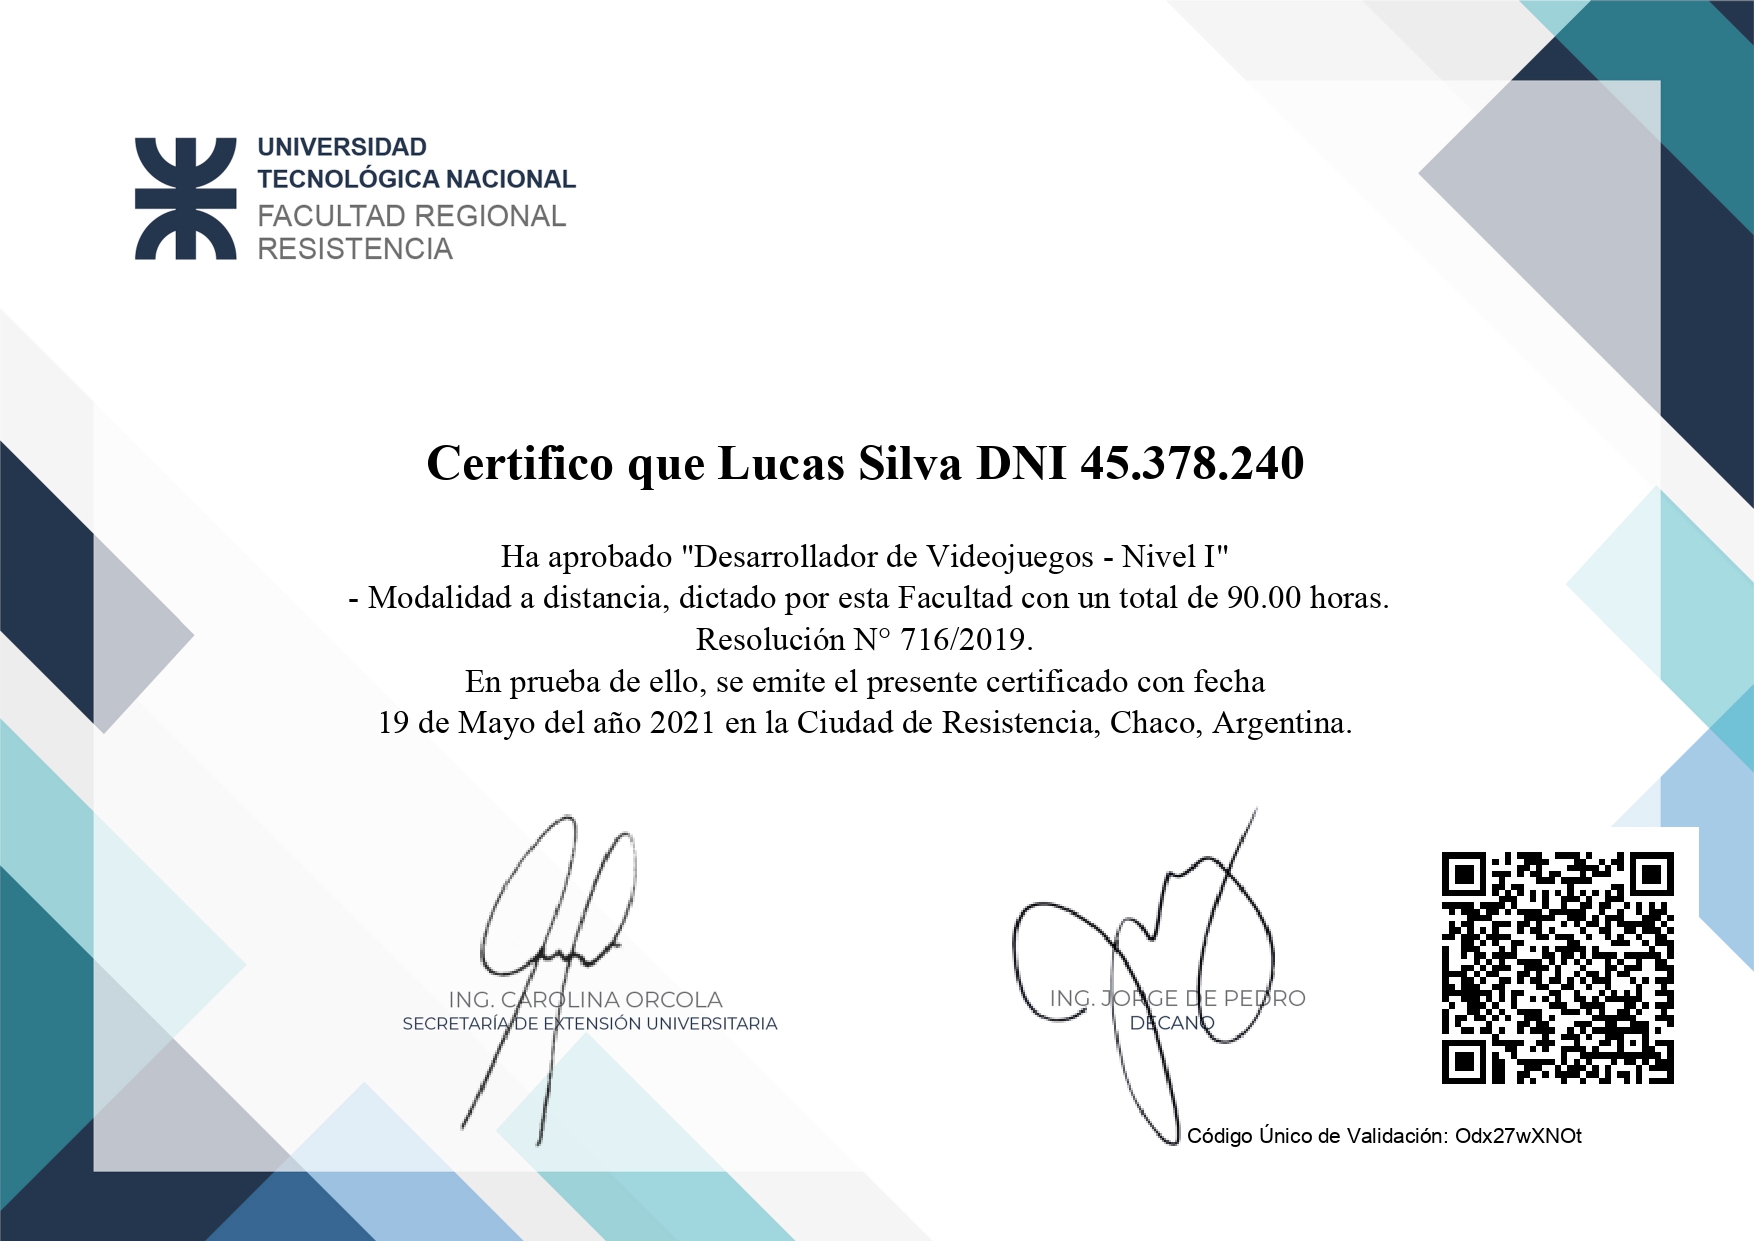 UNIVERSIDAD
TECNOLÓGICA NACIONAL
FACULTAD REGIONAL
RESISTENCIA
Certifico que Lucas Silva DNI 45.378.240
Ha aprobado "Desarrollador de Videojuegos - Nivel I"
- Modalidad a distancia, dictado por esta Facultad con un total de 90.00 horas.
Resolución N° 716/2019.
En prueba de ello, se emite el presente certificado con fecha
19 de Mayo del año 2021 en la Ciudad de Resistencia, Chaco, Argentina.
ING. CAROLINA ORCOLA
SECRETARÍA DE EXTENSIÓN UNIVERSITARIA
ING. JORGE DE PEDRO
DECANO
Código Único de Validación: Odx27wXNOt